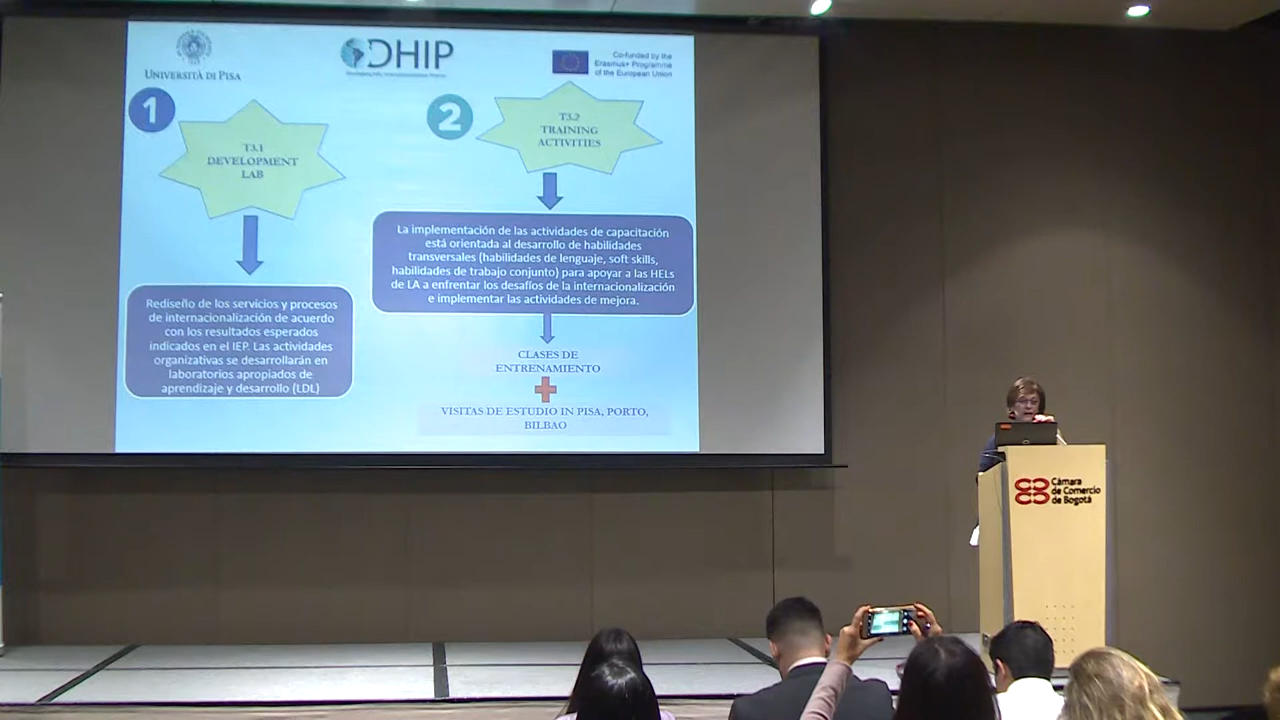 UNIVERSITÀ DI PISA
DHIP
Co-funded by the
Erasmus+ Programme
of the European Union
1
T3.1
DEVELOPMENT
LAB
Rediseño de los servicios y procesos
de internacionalización de acuerdo
con los resultados esperados
indicados en el IEP. Las actividades
organizativas se desarrollarán en
laboratorios apropiados de
aprendizaje y desarrollo (LDL)
2
T3.2
TRAINING
ACTIVITIES
La implementación de las actividades de capacitación
está orientada al desarrollo de habilidades
transversales (habilidades de lenguaje, soft skills,
habilidades de trabajo conjunto) para apoyar a las HELs
de LA a enfrentar los desafíos de la internacionalización
e implementar las actividades de mejora.
CLASES DE
ENTRENAMIENTO
VISITAS DE ESTUDIO IN PISA, PORTO,
BILBAO
Cámara
de Comercio
de Bogotá